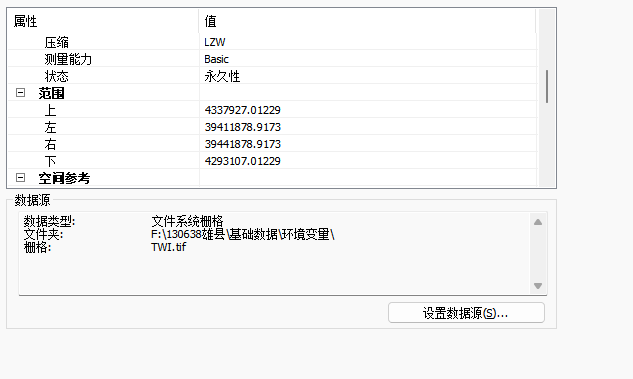 属性 值
压缩 LZW
测量能力 Basic
状态 永久性
范围
上 4337927.01229
左 39411878.9173
右 39441878.9173
下 4293107.01229
空间参考
数据源
数据类型: 文件系统栅格
文件夹: F:\130638雄县\基础数据\环境变量\
栅格: TWI.tif
设置数据源(S)...